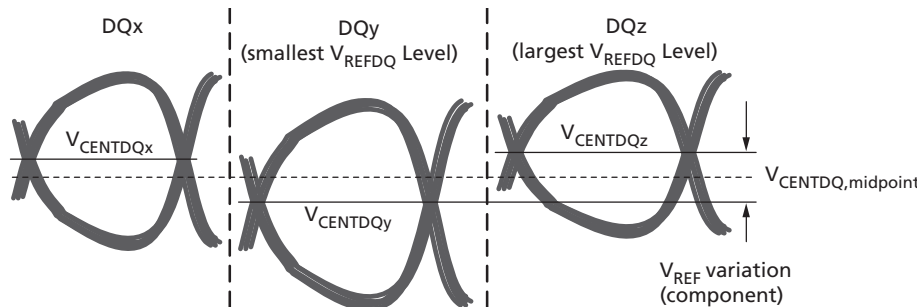 DQx
DQy
(smallest VREFDQ Level)
DQz
(largest VREFDQ Level)
VCENTDQx
VCENTDQz
VCENTDQ,midpoint
VCENTDQy
VREF variation
(component)